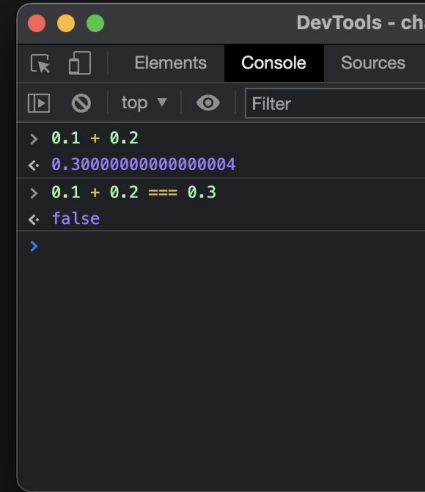 DevTools - ch
Elements Console Sources
top ▼ Filter
> 0.1 + 0.2
<· 0.30000000000000004
> 0.1 + 0.2 === 0.3
<· false
>